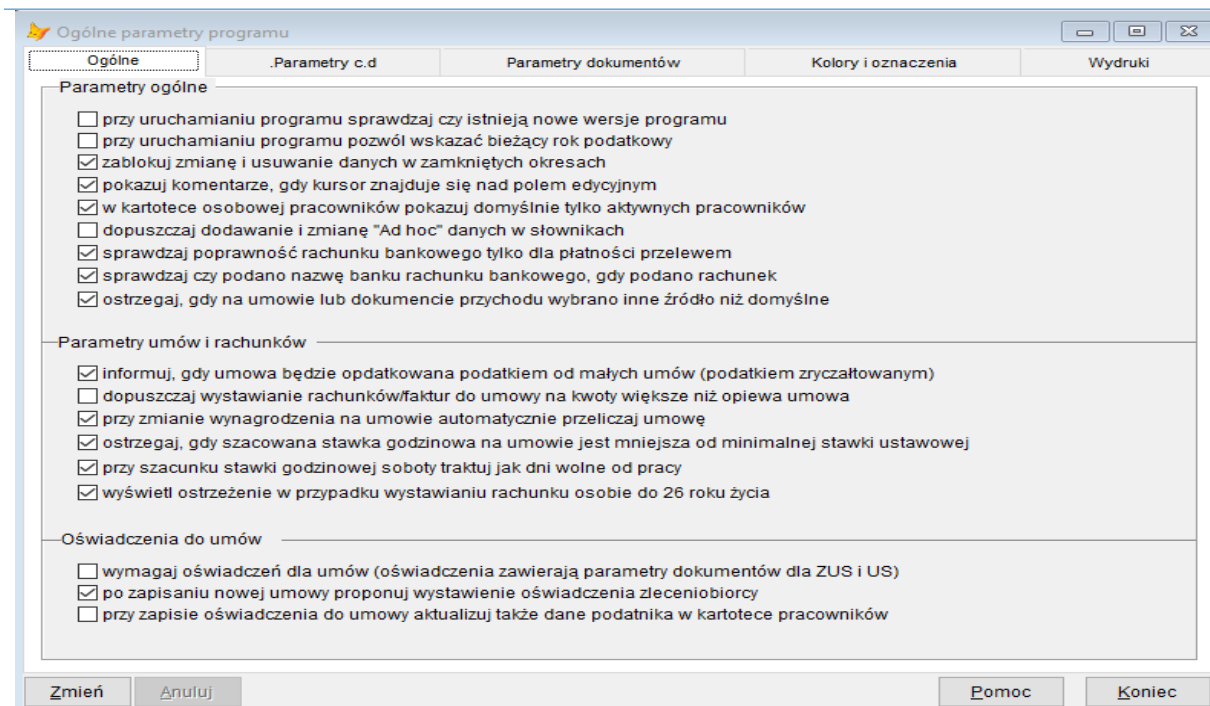 Ogólne parametry programu
Ogólne .Parametry c.d Parametry dokumentów Kolory i oznaczenia Wydruki
Parametry ogólne
przy uruchamianiu programu sprawdzaj czy istnieją nowe wersje programu
przy uruchamianiu programu pozwól wskazać bieżący rok podatkowy
zablokuj zmianę i usuwanie danych w zamkniętych okresach
pokazuj komentarze, gdy kursor znajduje się nad polem edycyjnym
w kartotece osobowej pracowników pokazuj domyślnie tylko aktywnych pracowników
dopuszczaj dodawanie i zmianę "Ad hoc" danych w słownikach
sprawdzaj poprawność rachunku bankowego tylko dla płatności przelewem
sprawdzaj czy podano nazwę banku rachunku bankowego, gdy podano rachunek
ostrzegaj, gdy na umowie lub dokumencie przychodu wybrano inne źródło niż domyślne
Parametry umów i rachunków
informuj, gdy umowa będzie opdatkowana podatkiem od małych umów (podatkiem zryczałtowanym)
dopuszczaj wystawianie rachunków/faktur do umowy na kwoty większe niż opiewa umowa
przy zmianie wynagrodzenia na umowie automatycznie przeliczaj umowę
ostrzegaj, gdy szacowana stawka godzinowa na umowie jest mniejsza od minimalnej stawki ustawowej
przy szacunku stawki godzinowej soboty traktuj jak dni wolne od pracy
wyświetl ostrzeżenie w przypadku wystawianiu rachunku osobie do 26 roku życia
Oświadczenia do umów
wymagaj oświadczeń dla umów (oświadczenia zawierają parametry dokumentów dla ZUS i US)
po zapisaniu nowej umowy proponuj wystawienie oświadczenia zleceniobiorcy
przy zapisie oświadczenia do umowy aktualizuj także dane podatnika w kartotece pracowników
Zmień Anuluj Pomoc Koniec